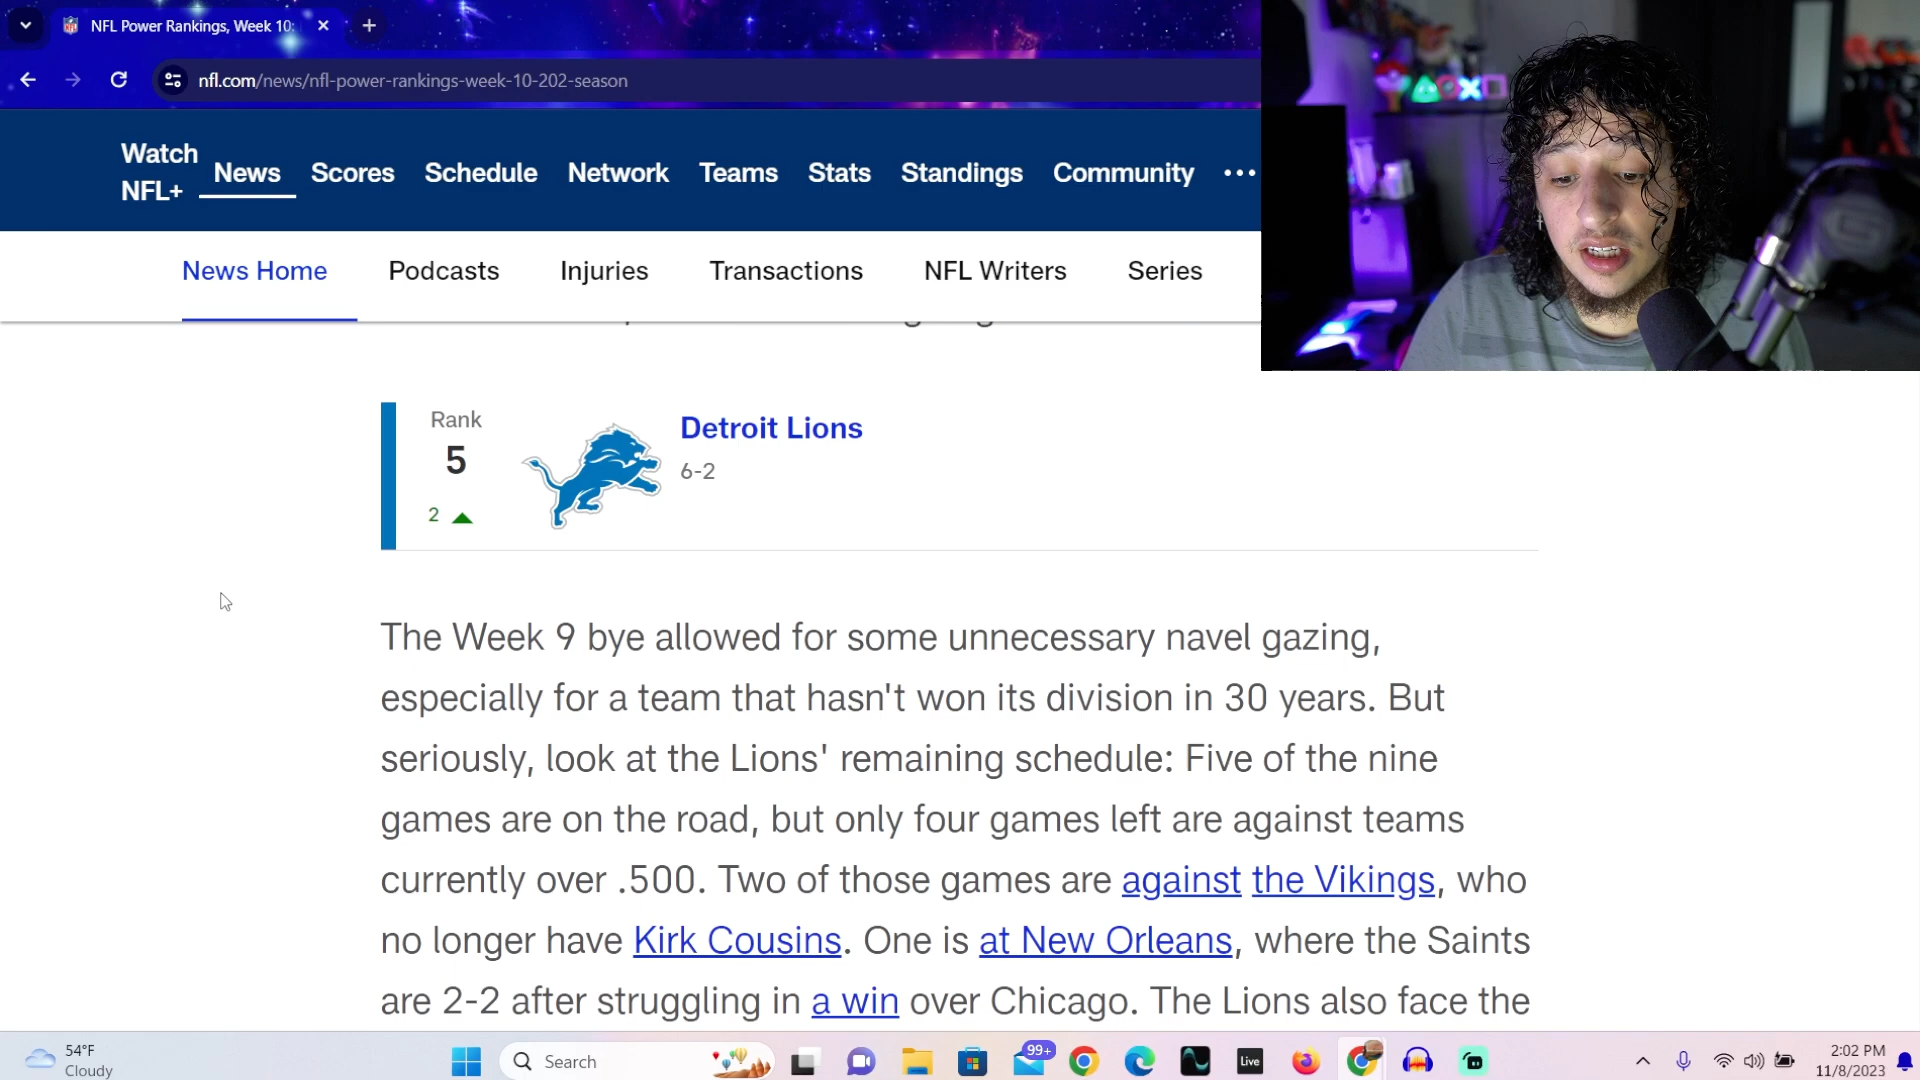 NFL Power Rankings, Week 10:
nfl.com/news/nfl-power-rankings-week-10-202-season
Watch
NFL+
News
Scores
Schedule
Network
Teams
Stats
Standings
Community
News Home
Podcasts
Injuries
Transactions
NFL Writers
Series
Rank
5
2
Detroit Lions
6-2
The Week 9 bye allowed for some unnecessary navel gazing,
especially for a team that hasn't won its division in 30 years. But
seriously, look at the Lions' remaining schedule: Five of the nine
games are on the road, but only four games left are against teams
currently over .500. Two of those games are against the Vikings, who
no longer have Kirk Cousins. One is at New Orleans, where the Saints
are 2-2 after struggling in a win over Chicago. The Lions also face the
54°F
Cloudy
Search
99+
Live
2:02 PM
11/8/2023